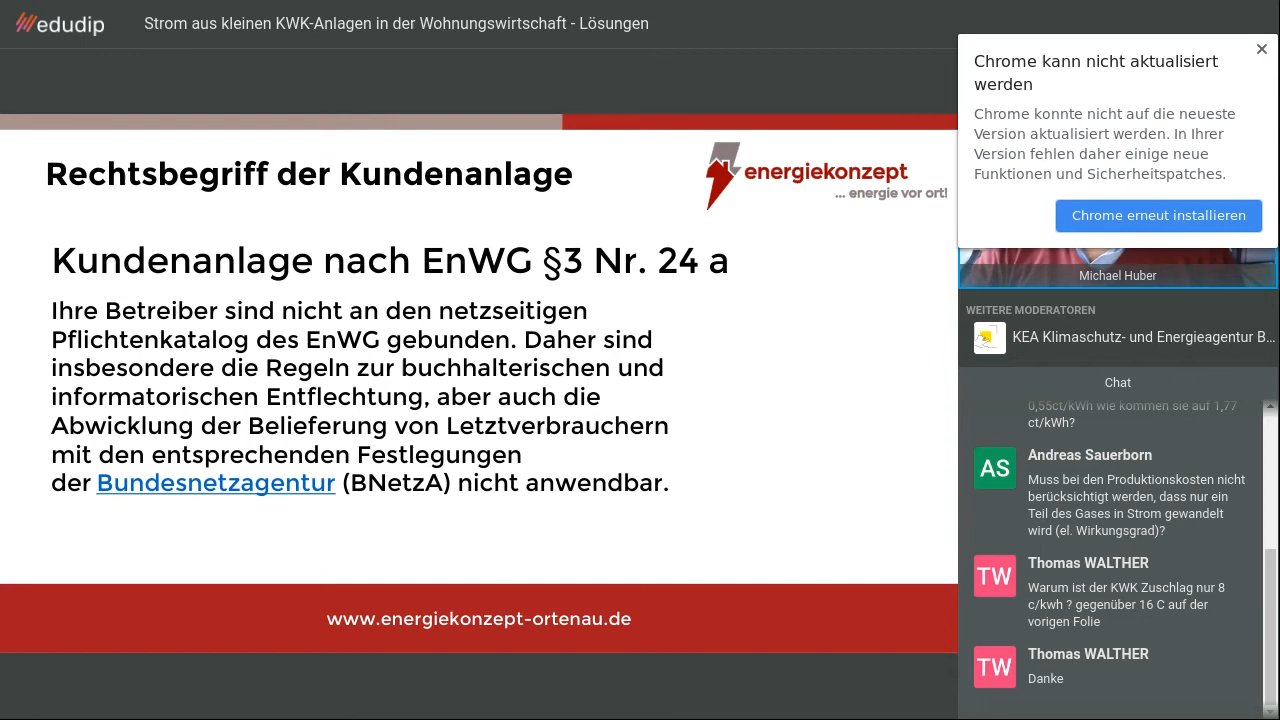 edudip
Strom aus kleinen KWK-Anlagen in der Wohnungswirtschaft - Lösungen
Rechtsbegriff der Kundenanlage
energiekonzept
... energie vor ort!
Kundenanlage nach EnWG §3 Nr. 24 a
Ihre Betreiber sind nicht an den netzseitigen
Pflichtenkatalog des EnWG gebunden. Daher sind
insbesondere die Regeln zur buchhalterischen und
informatorischen Entflechtung, aber auch die
Abwicklung der Belieferung von Letztverbrauchern
mit den entsprechenden Festlegungen
der Bundesnetzagentur (BNetzA) nicht anwendbar.
www.energiekonzept-ortenau.de
Chrome kann nicht aktualisiert
werden
Chrome konnte nicht auf die neueste
Version aktualisiert werden. In Ihrer
Version fehlen daher einige neue
Funktionen und Sicherheitspatches.
Chrome erneut installieren
Michael Huber
WEITERE MODERATOREN
KEA Klimaschutz- und Energieagentur B...
Chat
0,55ct/kWh wie kommen sie auf 1,77
ct/kWh?
AS
Andreas Sauerborn
Muss bei den Produktionskosten nicht
berücksichtigt werden, dass nur ein
Teil des Gases in Strom gewandelt
wird (el. Wirkungsgrad)?
TW
Thomas WALTHER
Warum ist der KWK Zuschlag nur 8
c/kwh ? gegenüber 16 C auf der
vorigen Folie
TW
Thomas WALTHER
Danke